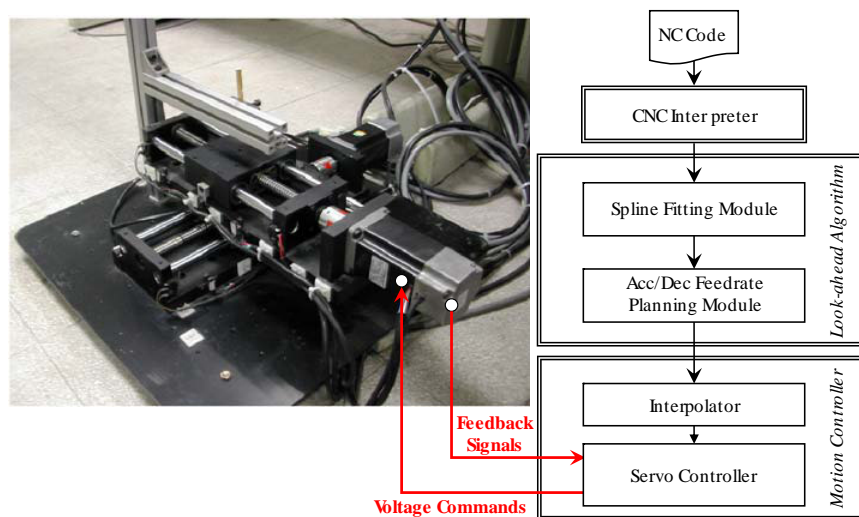 NC Code
CNC Interpreter
Spline Fitting Module
Acc/Dec Feedrate
Planning Module
Look-ahead Algorithm
Interpolator
Servo Controller
Motion Controller
Feedback
Signals
Voltage Commands